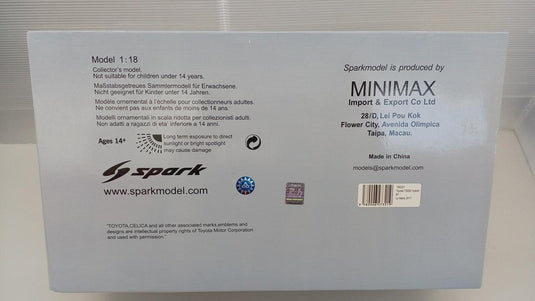 Model 1:18
Collector's model.
Not suitable for children under 14 years.
Maßstabsgetreues Sammlermodell für Erwachsene.
Nicht geeignet für Kinder unter 14 Jahren.
Modèle ornamental à l'échelle pour collectionneurs adultes.
Ne convient pas aux enfants de moins de 14 ans.
Modelli ornamentali in scala ridotta per collezionisti adulti.
Non adatti a ragazzi di eta' inferiore a 14 anni.
Ages 14+
Long term exposure to direct
sunlight or bright spotlight
may cause damage
spark
www.sparkmodel.com
"TOYOTA,CELICA and all other associated marks,emblems and
designs are intellectual property rights of Toyota Motor Corporation
and used with permission."
Sparkmodel is produced by
MINIMAX
Import & Export Co Ltd
28/D, Lei Pou Kok
Flower City, Avenida Olimpica
Taipa, Macau.
Made in China
models@sparkmodel.com